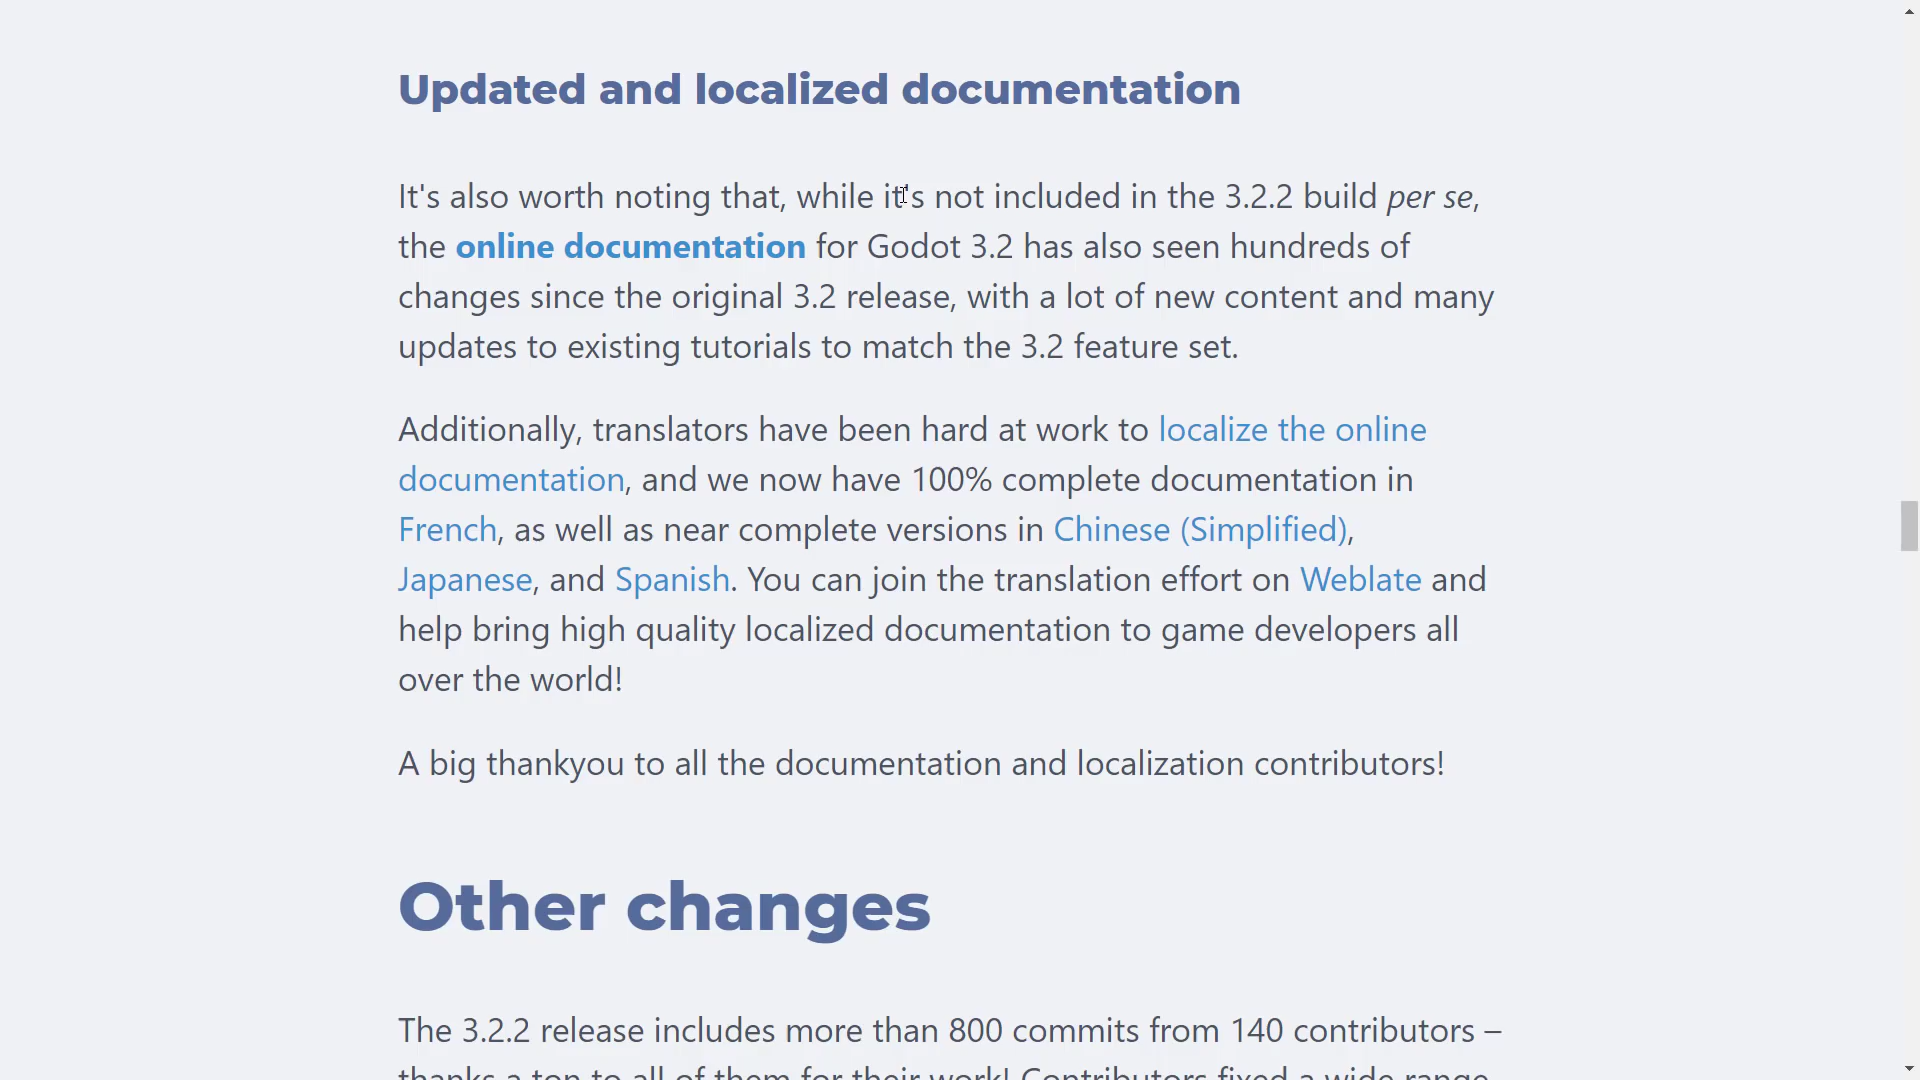 Updated and localized documentation
It's also worth noting that, while it's not included in the 3.2.2 build per se,
the online documentation for Godot 3.2 has also seen hundreds of
changes since the original 3.2 release, with a lot of new content and many
updates to existing tutorials to match the 3.2 feature set.
Additionally, translators have been hard at work to localize the online
documentation, and we now have 100% complete documentation in
French, as well as near complete versions in Chinese (Simplified),
Japanese, and Spanish. You can join the translation effort on Weblate and
help bring high quality localized documentation to game developers all
over the world!
A big thankyou to all the documentation and localization contributors!
Other changes
The 3.2.2 release includes more than 800 commits from 140 contributors –
thanks a ton to all of them for their work! Contributors fixed a wide range